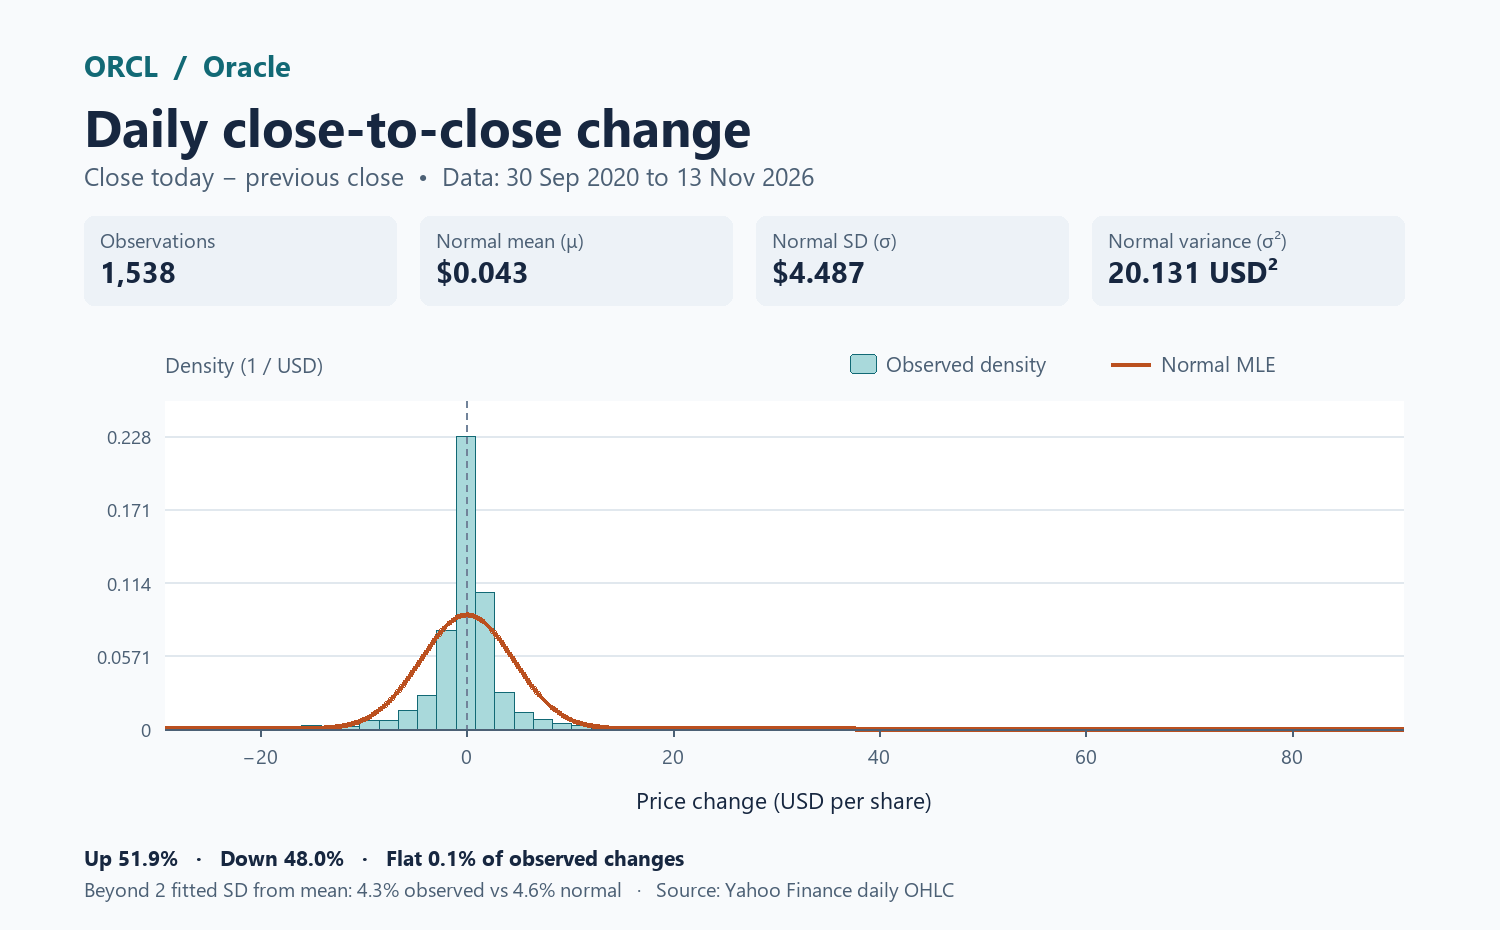 ORCL / Oracle
Daily close-to-close change
Close today − previous close • Data: 30 Sep 2020 to 13 Nov 2026
Observations
1,538
Normal mean (μ)
$0.043
Normal SD (σ)
$4.487
Normal variance (σ²)
20.131 USD²
Density (1 / USD)
Observed density
Normal MLE
0.228
0.171
0.114
0.0571
0
−20
0
20
40
60
80
Price change (USD per share)
Up 51.9% · Down 48.0% · Flat 0.1% of observed changes
Beyond 2 fitted SD from mean: 4.3% observed vs 4.6% normal · Source: Yahoo Finance daily OHLC